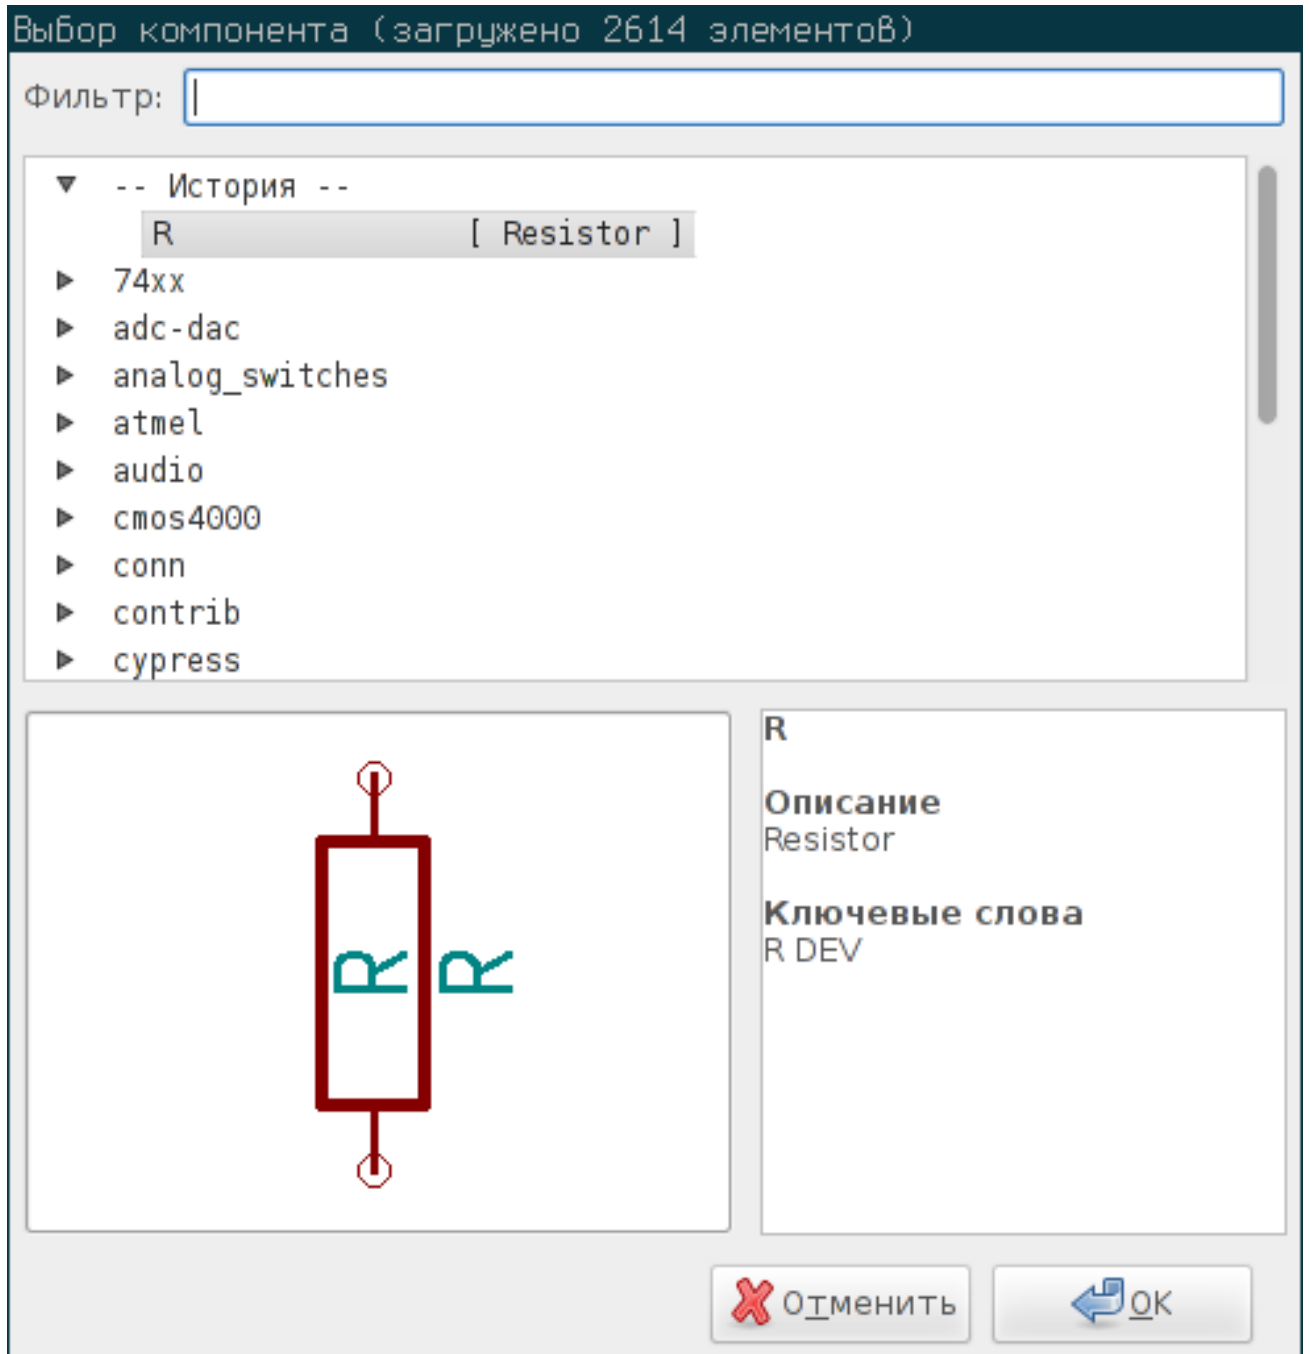 Выбор компонента (загружено 2614 элементов)
Фильтр:
-- История --
R [ Resistor ]
74xx
adc-dac
analog_switches
atmel
audio
cmos4000
conn
contrib
cypress
R R
R
Описание
Resistor
Ключевые слова
R DEV
Отменить
OK